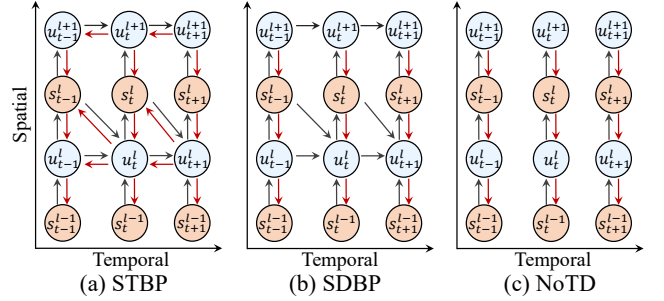 Spatial
u_{t-1}^{l+1} u_t^{l+1} u_{t+1}^{l+1}
s_{t-1}^l s_t^l s_{t+1}^l
u_{t-1}^l u_t^l u_{t+1}^l
s_{t-1}^{l-1} s_t^{l-1} s_{t+1}^{l-1}
Temporal
(a) STBP
u_{t-1}^{l+1} u_t^{l+1} u_{t+1}^{l+1}
s_{t-1}^l s_t^l s_{t+1}^l
u_{t-1}^l u_t^l u_{t+1}^l
s_{t-1}^{l-1} s_t^{l-1} s_{t+1}^{l-1}
Temporal
(b) SDBP
u_{t-1}^{l+1} u_t^{l+1} u_{t+1}^{l+1}
s_{t-1}^l s_t^l s_{t+1}^l
u_{t-1}^l u_t^l u_{t+1}^l
s_{t-1}^{l-1} s_t^{l-1} s_{t+1}^{l-1}
Temporal
(c) NoTD